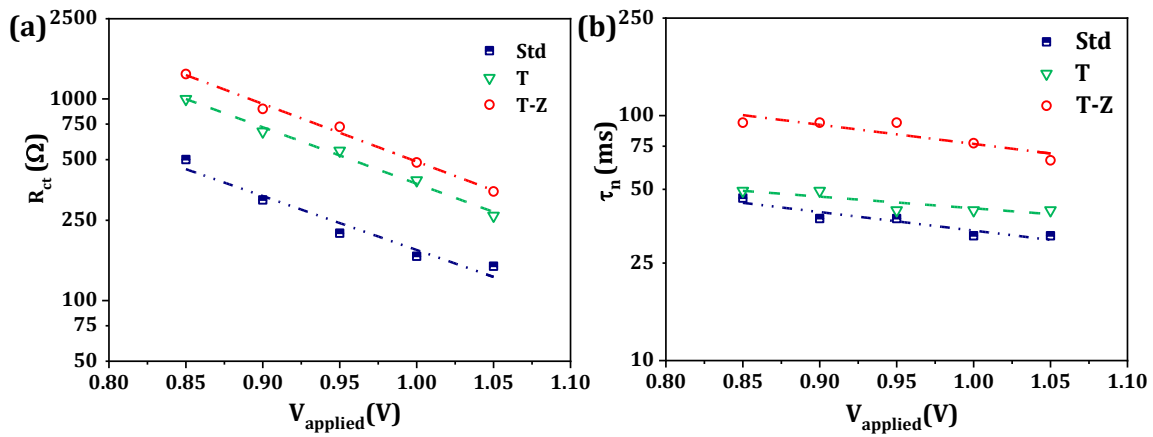 (a)
R_ct (Ω)
2500
1000
750
500
250
100
75
50
Std
T
T-Z
0.80 0.85 0.90 0.95 1.00 1.05 1.10
V_applied(V)
(b)
τ_n (ms)
250
100
75
50
25
10
Std
T
T-Z
0.80 0.85 0.90 0.95 1.00 1.05 1.10
V_applied(V)